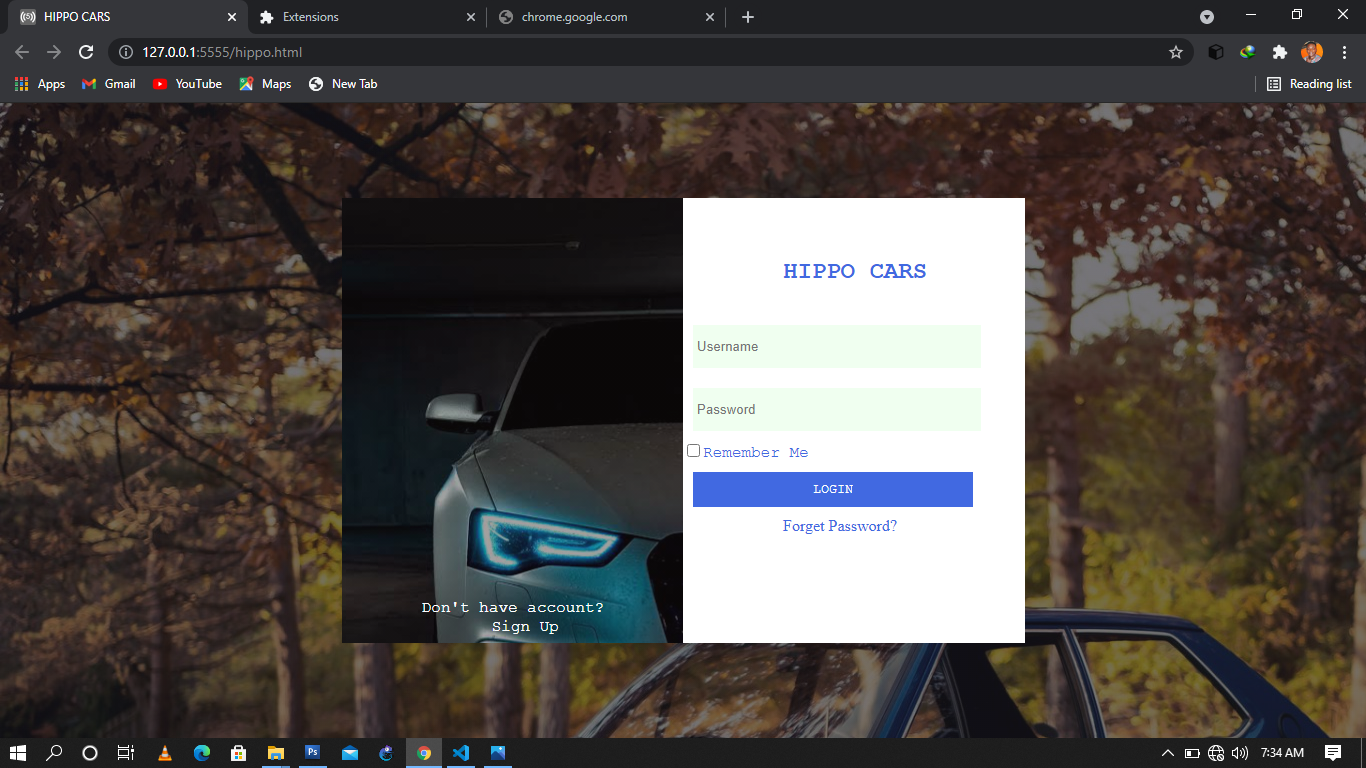 HIPPO CARS
Extensions
chrome.google.com
127.0.0.1:5555/hippo.html
Apps
Gmail
YouTube
Maps
New Tab
Reading list
HIPPO CARS
Username
Password
Remember Me
LOGIN
Forget Password?
Don't have account?
Sign Up
Ps
7:34 AM